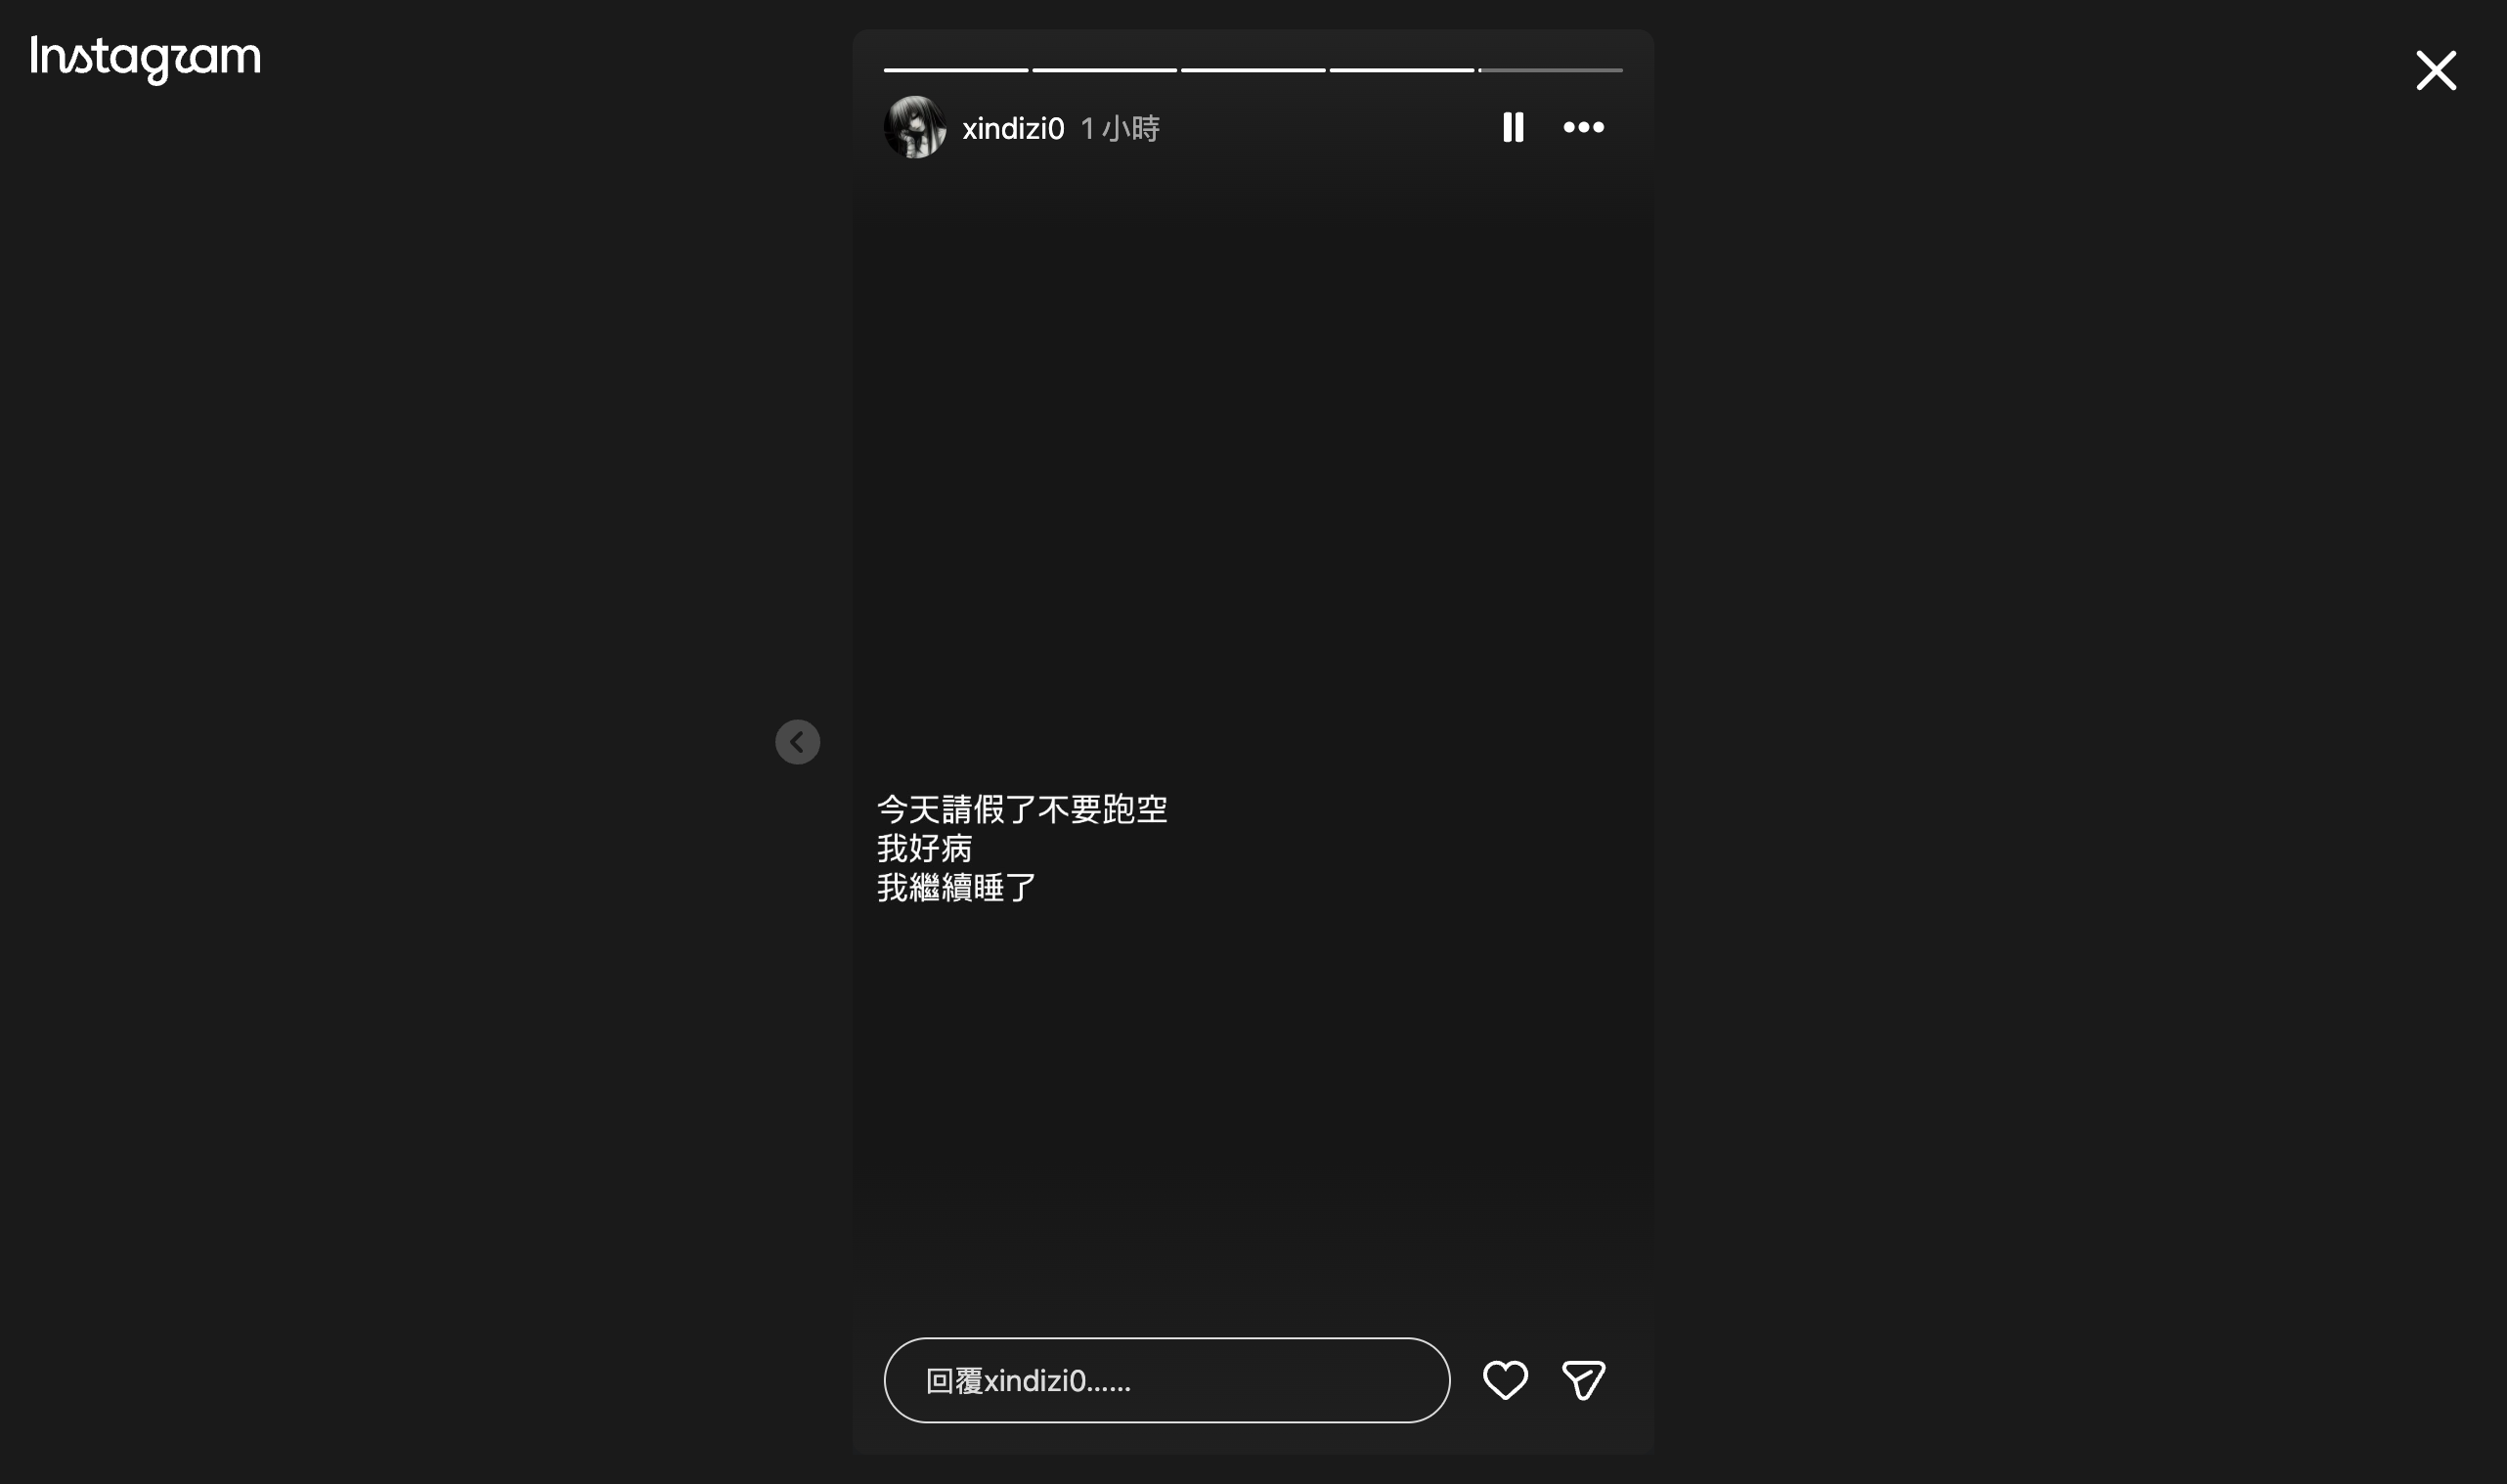 Instagram
xindizi0 1 小時
今天請假了不要跑空
我好病
我繼續睡了
回覆xindizi0......